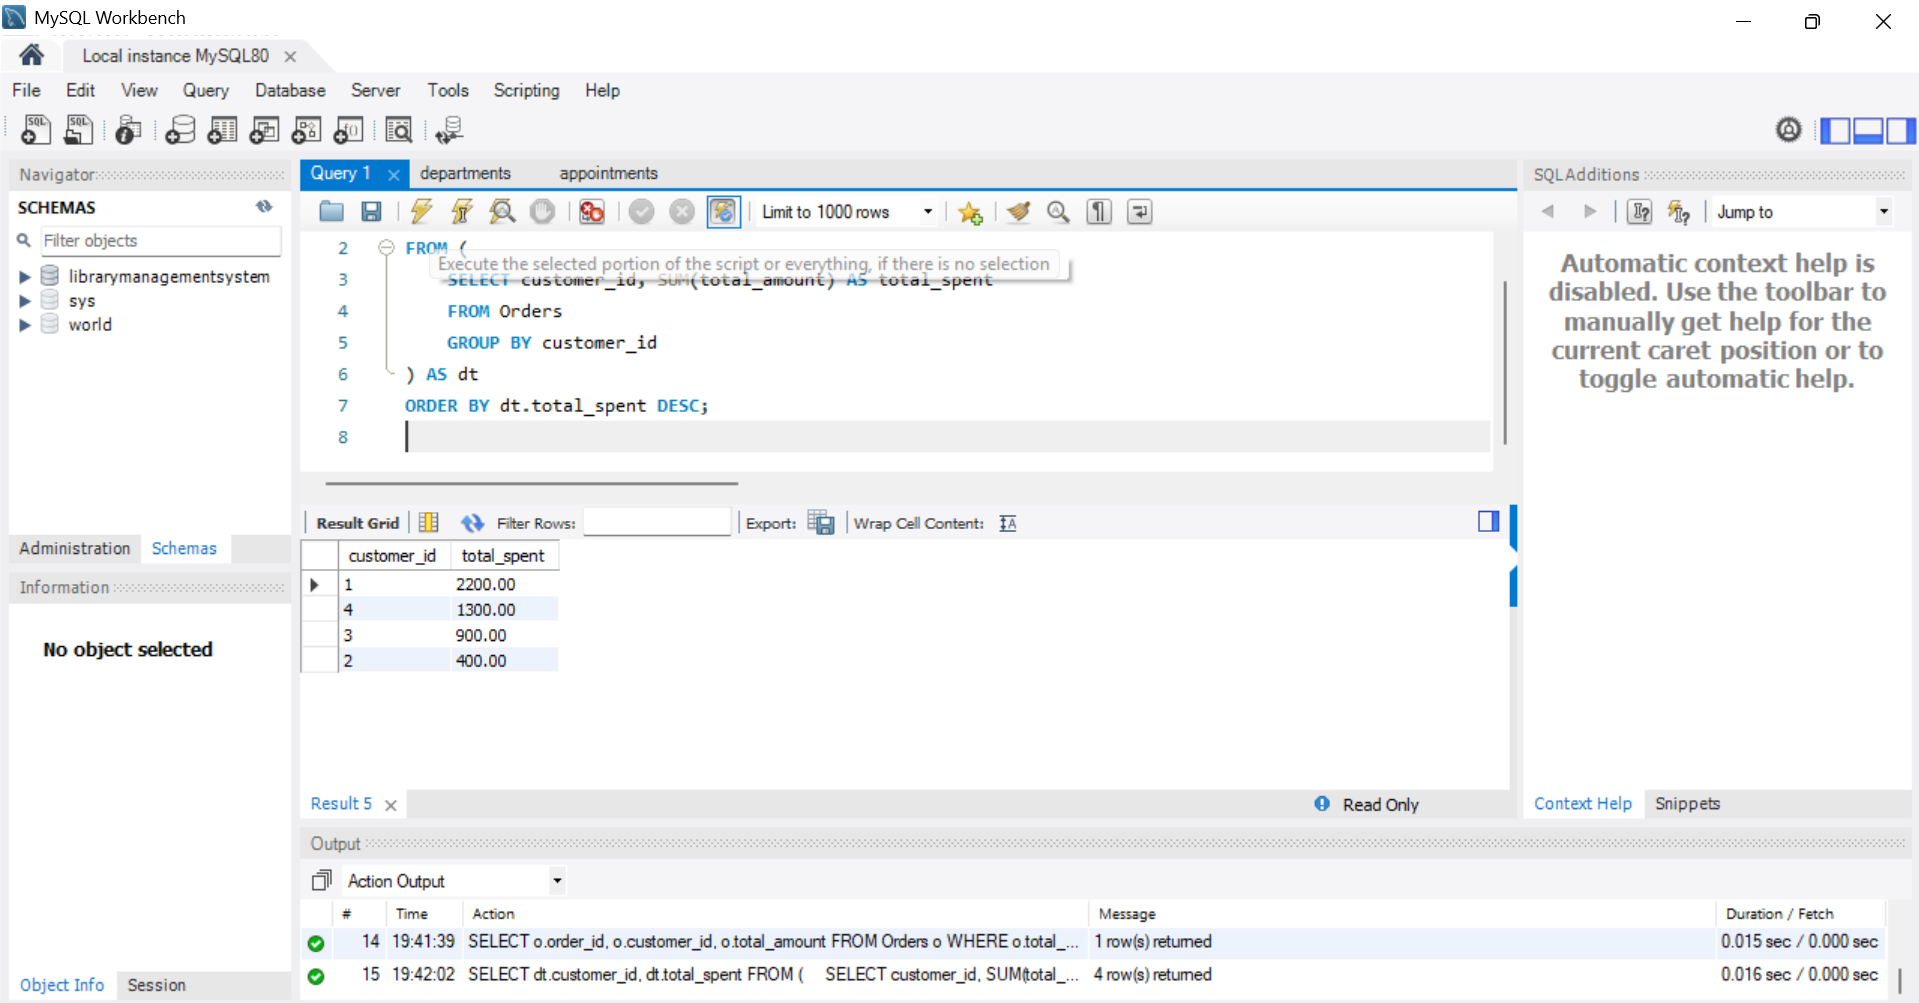 MySQL Workbench
Local instance MySQL80
File Edit View Query Database Server Tools Scripting Help
Navigator
SCHEMAS
Filter objects
librarymanagementsystem
sys
world
Administration Schemas
Information
No object selected
Object Info Session
Query 1 departments appointments
Limit to 1000 rows
2 FROM (
Execute the selected portion of the script or everything, if there is no selection
3 SELECT customer_id, SUM(total_amount) AS total_spent
4 FROM Orders
5 GROUP BY customer_id
6 ) AS dt
7 ORDER BY dt.total_spent DESC;
8
Result Grid Filter Rows: Export: Wrap Cell Content:
customer_id total_spent
1 2200.00
4 1300.00
3 900.00
2 400.00
Result 5 Read Only
SQLAdditions
Jump to
Automatic context help is
disabled. Use the toolbar to
manually get help for the
current caret position or to
toggle automatic help.
Context Help Snippets
Output
Action Output
# Time Action Message Duration / Fetch
14 19:41:39 SELECT o.order_id, o.customer_id, o.total_amount FROM Orders o WHERE o.total_... 1 row(s) returned 0.015 sec / 0.000 sec
15 19:42:02 SELECT dt.customer_id, dt.total_spent FROM ( SELECT customer_id, SUM(total_... 4 row(s) returned 0.016 sec / 0.000 sec